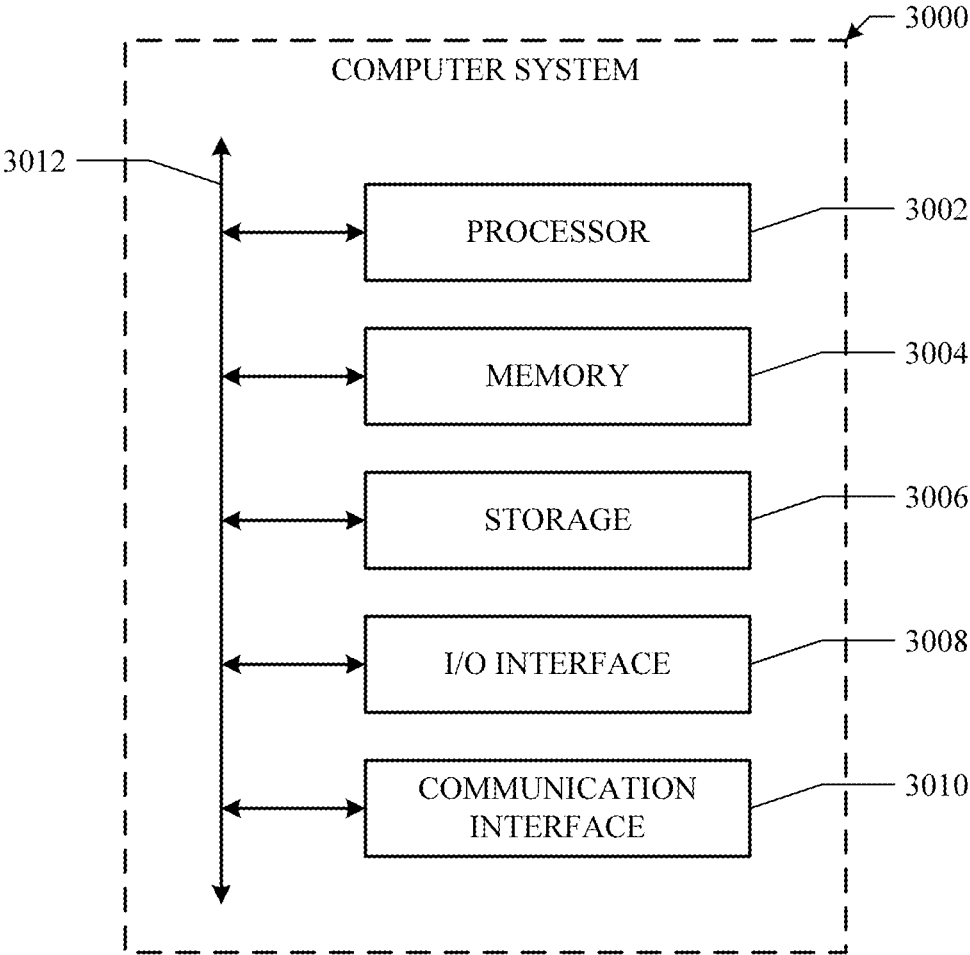 3000
COMPUTER SYSTEM
3012
PROCESSOR
3002
MEMORY
3004
STORAGE
3006
I/O INTERFACE
3008
COMMUNICATION
INTERFACE
3010